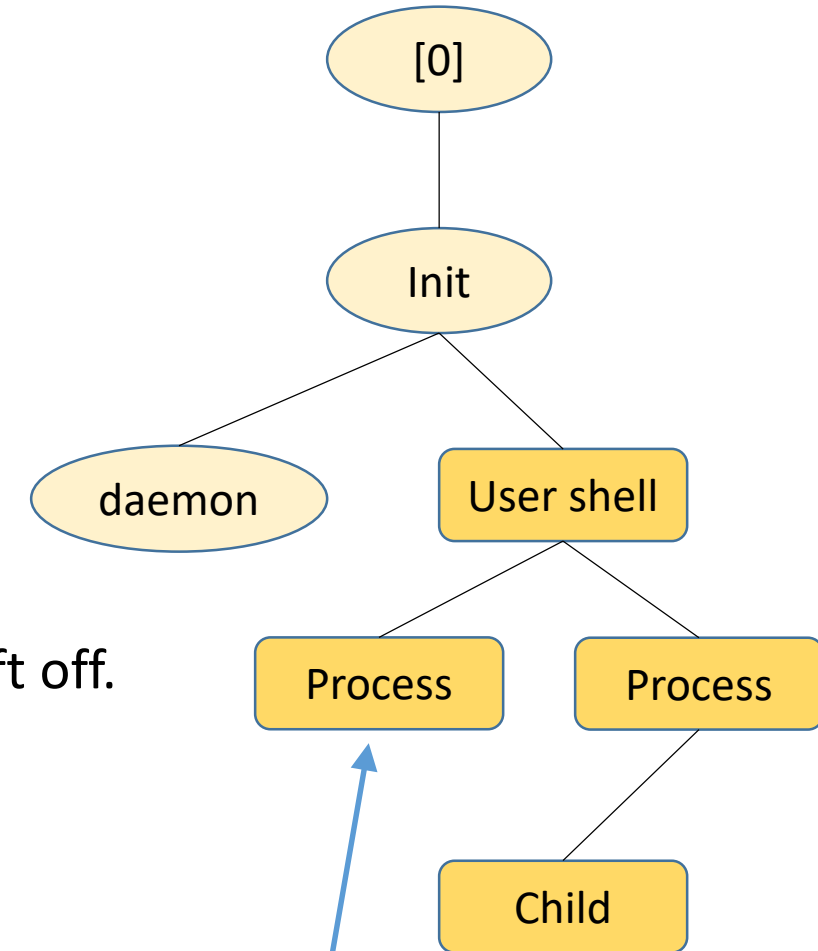 [0]
Init
daemon
User shell
ft off.
Process
Process
Child